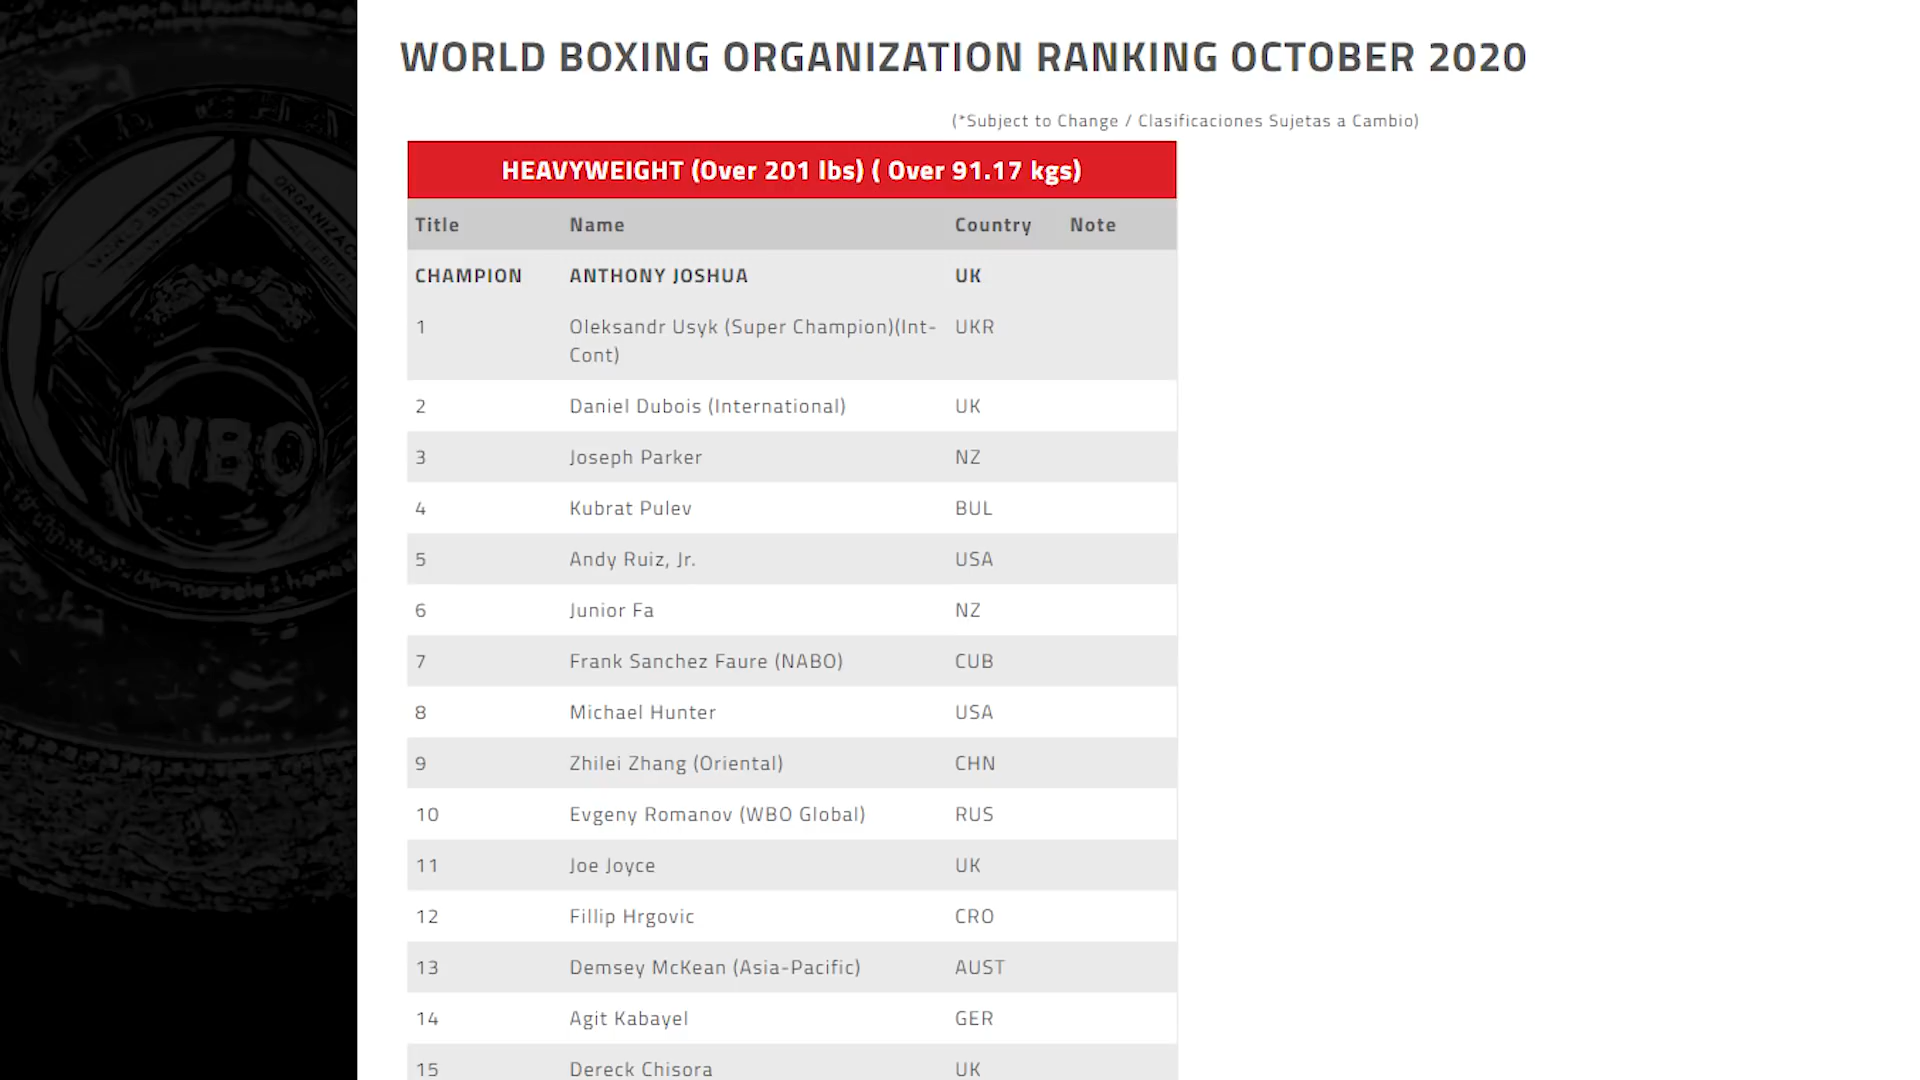 WORLD BOXING ORGANIZATION RANKING OCTOBER 2020
(*Subject to Change / Clasificaciones Sujetas a Cambio)
HEAVYWEIGHT (Over 201 lbs) ( Over 91.17 kgs)
Title Name Country Note
CHAMPION ANTHONY JOSHUA UK
1 Oleksandr Usyk (Super Champion)(Int- UKR
Cont)
2 Daniel Dubois (International) UK
3 Joseph Parker NZ
4 Kubrat Pulev BUL
5 Andy Ruiz, Jr. USA
6 Junior Fa NZ
7 Frank Sanchez Faure (NABO) CUB
8 Michael Hunter USA
9 Zhilei Zhang (Oriental) CHN
10 Evgeny Romanov (WBO Global) RUS
11 Joe Joyce UK
12 Fillip Hrgovic CRO
13 Demsey McKean (Asia-Pacific) AUST
14 Agit Kabayel GER
15 Dereck Chisora UK
WORLD BOXING
ORGANIZAC
WBO